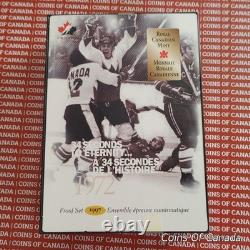 ROYAL
CANADIAN
MINT
MONNAIE
ROYALE
CANADIENNE
CANADA
2
34 SECONDS
À 34 SECONDES
DE L'HISTOIRE
1972
Proof Set 1997 Ensemble épreuve numismatique
COINS OF CANADA
Coins of Canada